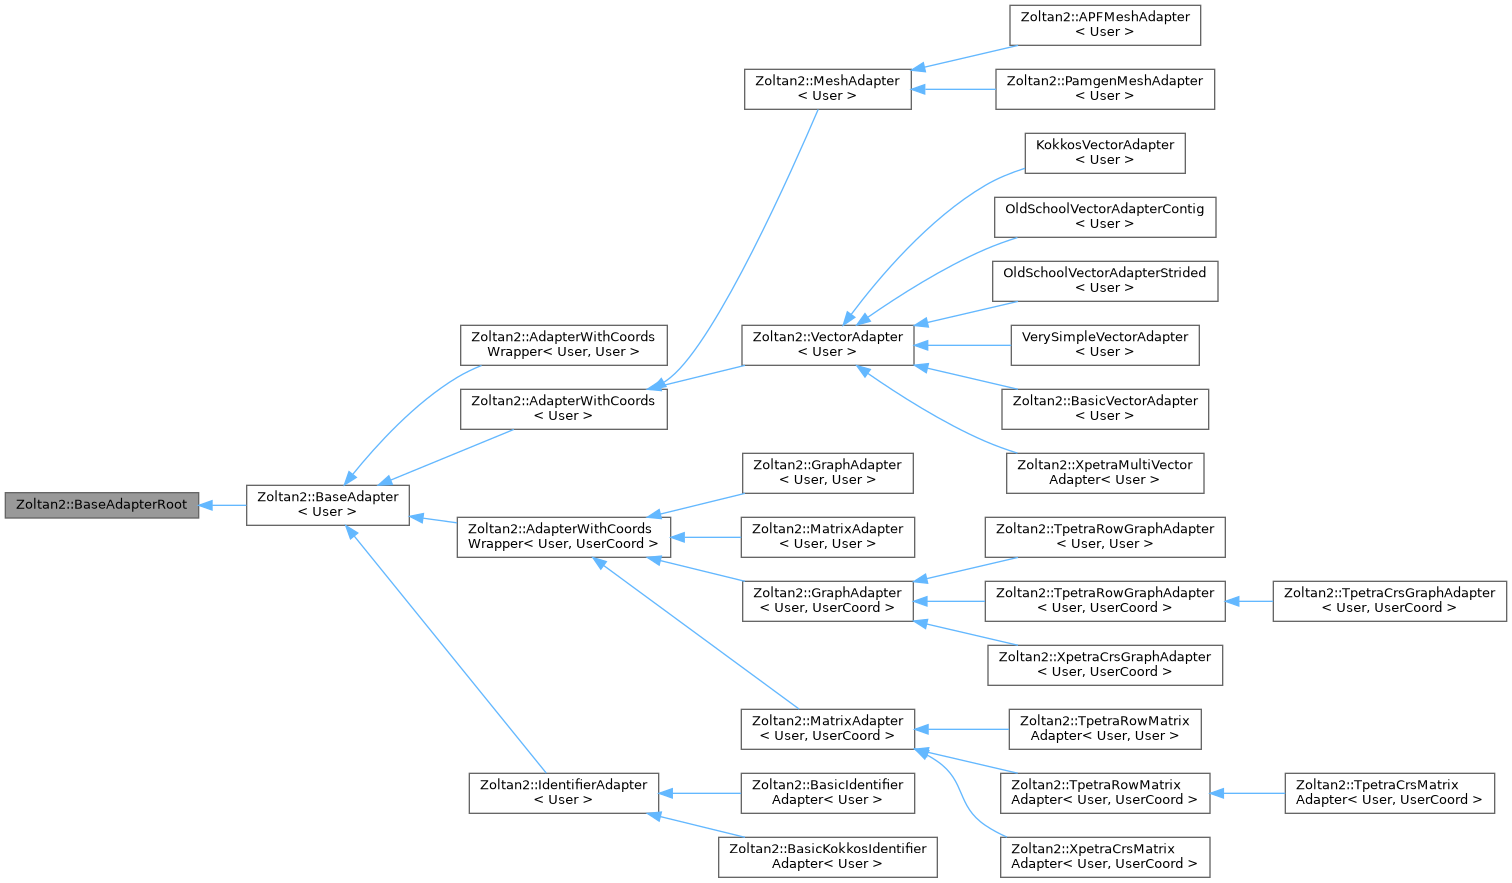 Zoltan2::APFMeshAdapter
< User >
Zoltan2::MeshAdapter
< User >
Zoltan2::PamgenMeshAdapter
< User >
KokkosVectorAdapter
< User >
OldSchoolVectorAdapterContig
< User >
OldSchoolVectorAdapterStrided
< User >
Zoltan2::AdapterWithCoords
Wrapper< User, User >
Zoltan2::VectorAdapter
< User >
VerySimpleVectorAdapter
< User >
Zoltan2::AdapterWithCoords
< User >
Zoltan2::BasicVectorAdapter
< User >
Zoltan2::GraphAdapter
< User, User >
Zoltan2::XpetraMultiVector
Adapter< User >
Zoltan2::BaseAdapterRoot
Zoltan2::BaseAdapter
< User >
Zoltan2::AdapterWithCoords
Wrapper< User, UserCoord >
Zoltan2::MatrixAdapter
< User, User >
Zoltan2::TpetraRowGraphAdapter
< User, User >
Zoltan2::GraphAdapter
< User, UserCoord >
Zoltan2::TpetraRowGraphAdapter
< User, UserCoord >
Zoltan2::TpetraCrsGraphAdapter
< User, UserCoord >
Zoltan2::XpetraCrsGraphAdapter
< User, UserCoord >
Zoltan2::MatrixAdapter
< User, UserCoord >
Zoltan2::TpetraRowMatrix
Adapter< User, User >
Zoltan2::IdentifierAdapter
< User >
Zoltan2::BasicIdentifier
Adapter< User >
Zoltan2::TpetraRowMatrix
Adapter< User, UserCoord >
Zoltan2::TpetraCrsMatrix
Adapter< User, UserCoord >
Zoltan2::BasicKokkosIdentifier
Adapter< User >
Zoltan2::XpetraCrsMatrix
Adapter< User, UserCoord >